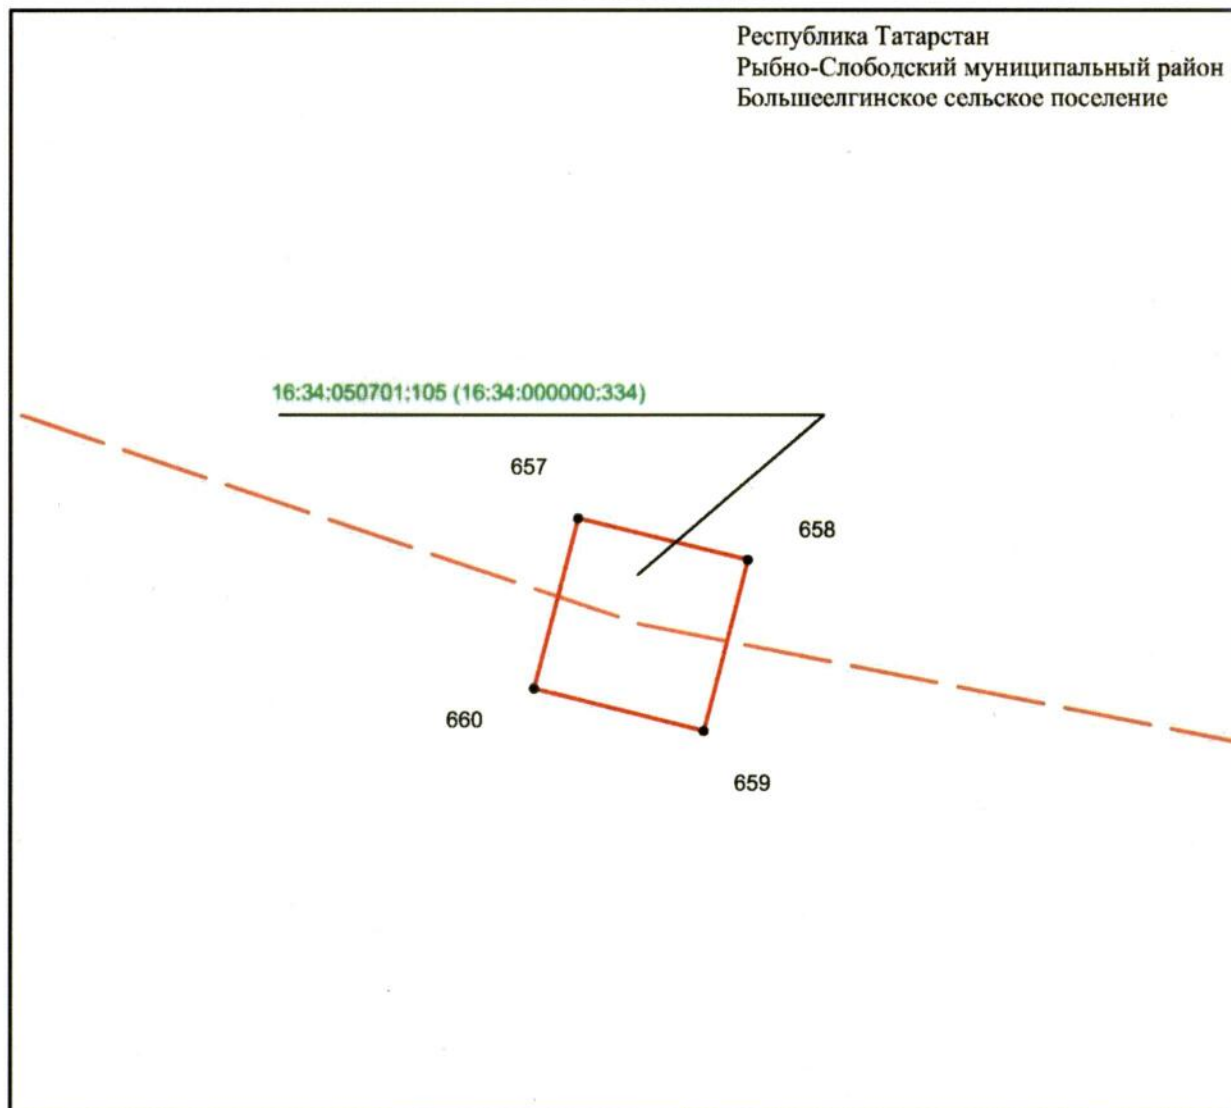 Республика Татарстан
Рыбно-Слободский муниципальный район
Большеелгинское сельское поселение
16:34:050701:105 (16:34:000000:334)
657
658
660
659